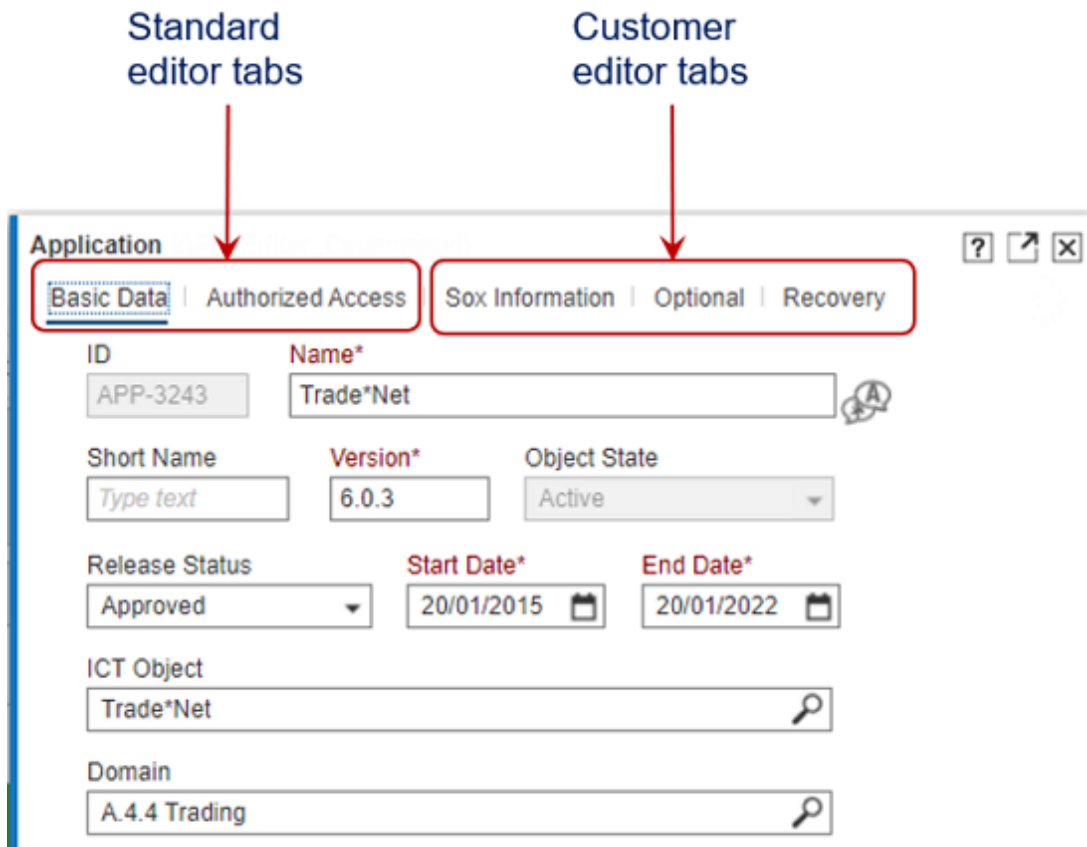 Standard
editor tabs
Customer
editor tabs
Application
?
Basic Data | Authorized Access | Sox Information | Optional | Recovery
ID Name*
APP-3243 Trade*Net
A
Short Name Version* Object State
Type text 6.0.3 Active
Release Status Start Date* End Date*
Approved 20/01/2015 20/01/2022
ICT Object
Trade*Net
Domain
A.4.4 Trading